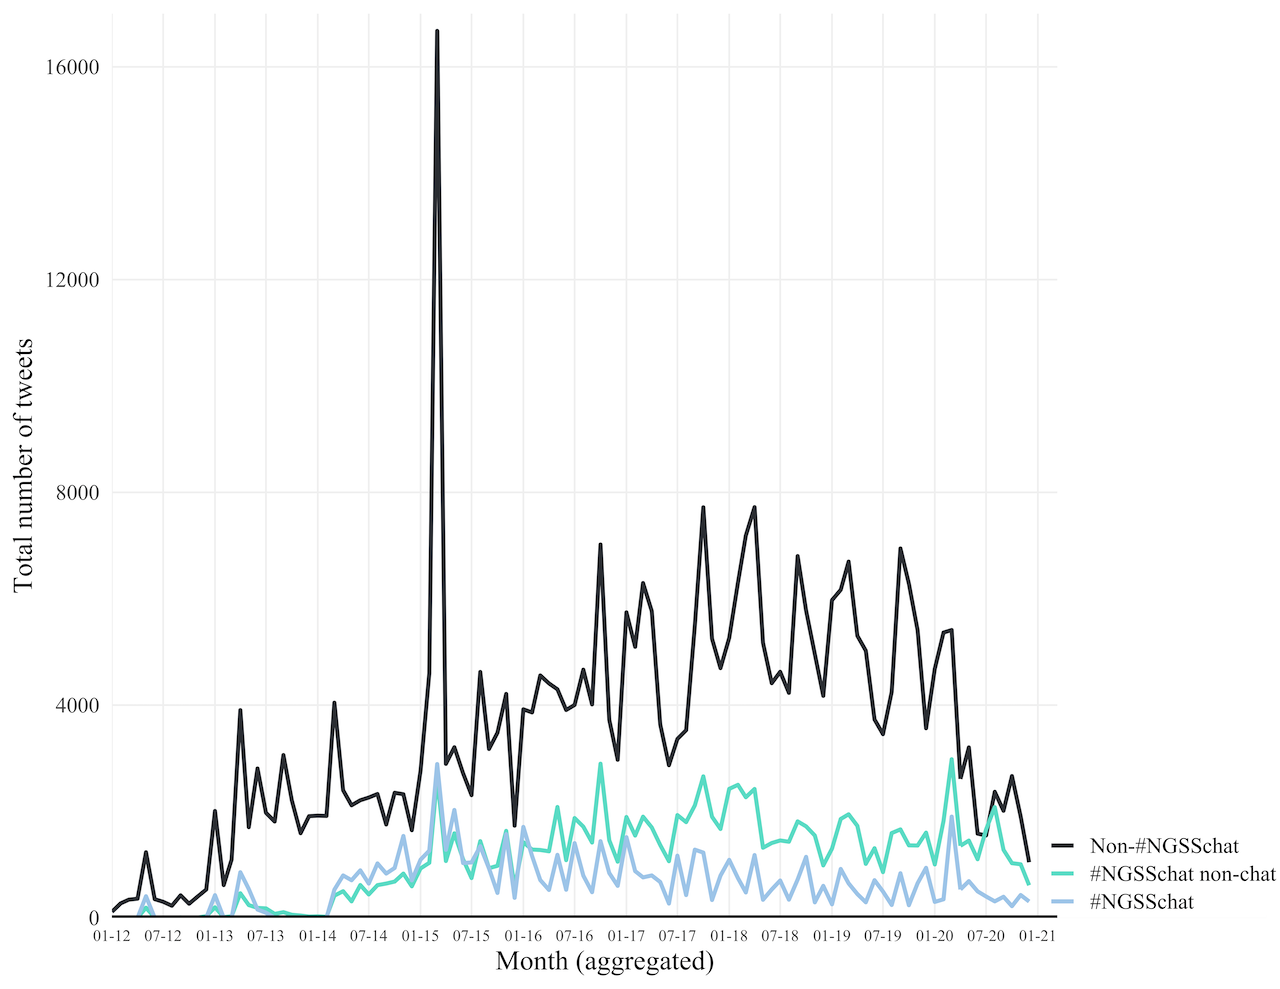 16000
12000
8000
4000
0
Total number of tweets
01-12 07-12 01-13 07-13 01-14 07-14 01-15 07-15 01-16 07-16 01-17 07-17 01-18 07-18 01-19 07-19 01-20 07-20 01-21
Month (aggregated)
Non-#NGSSchat
#NGSSchat non-chat
#NGSSchat